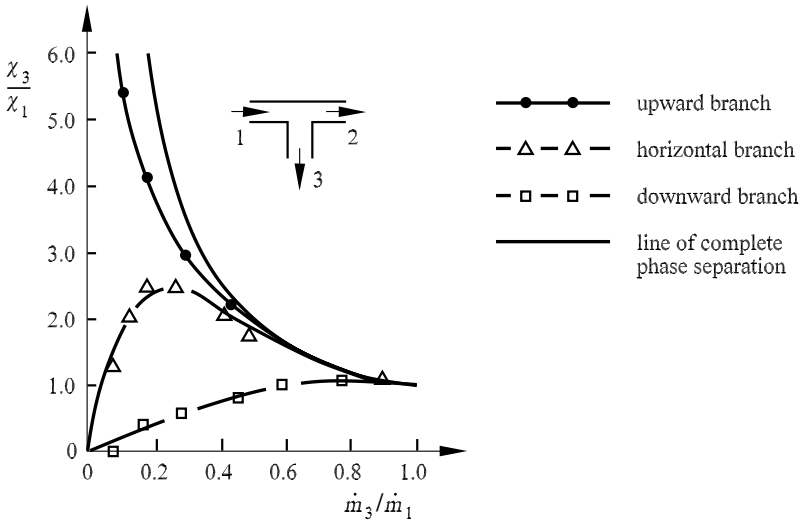 6.0
χ3
χ1
5.0
4.0
3.0
2.0
1.0
0
0 0.2 0.4 0.6 0.8 1.0
ṁ3/ṁ1
1 2
3
upward branch
horizontal branch
downward branch
line of complete
phase separation